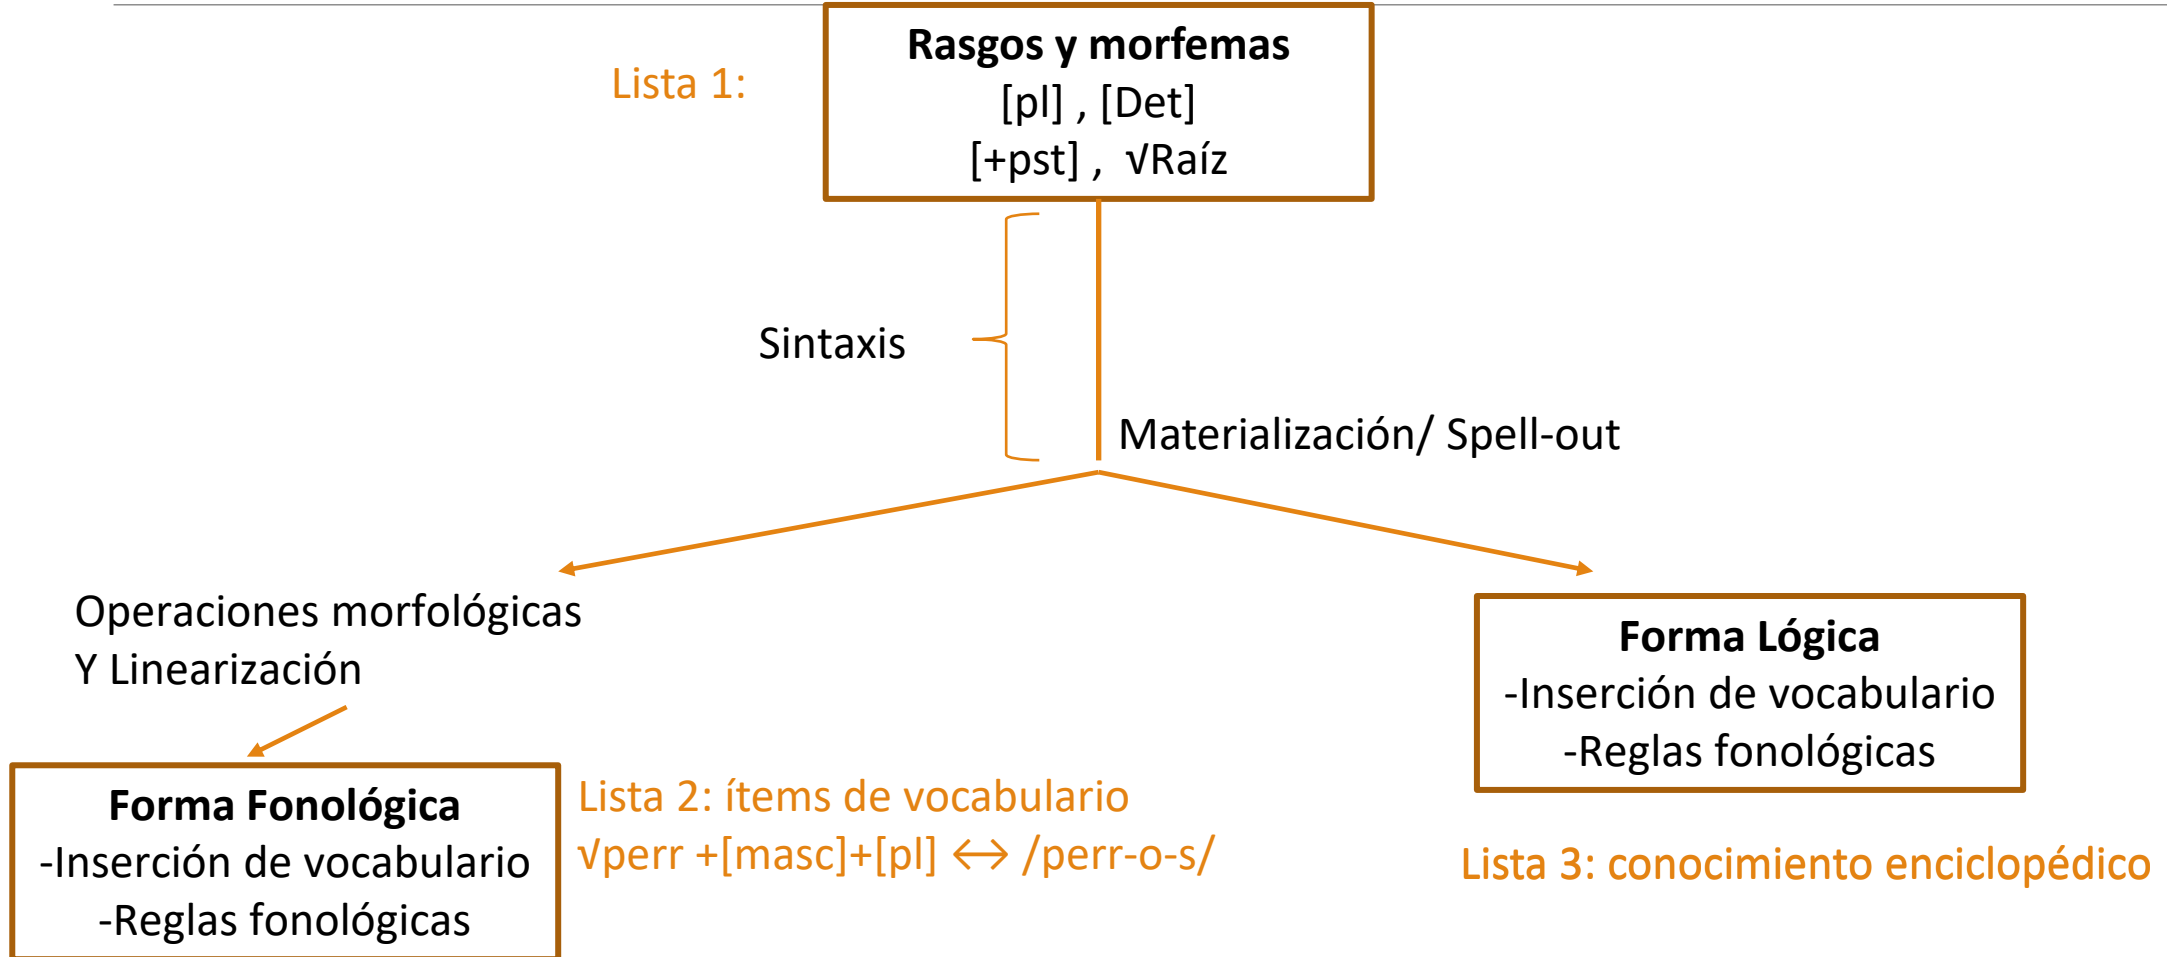 Rasgos y morfemas
Lista 1:
[pl] , [Det]
[+pst] , √Raíz
Sintaxis
Materialización/ Spell-out
Operaciones morfológicas
Y Linearización
Forma Lógica
-Inserción de vocabulario
-Reglas fonológicas
Forma Fonológica
-Inserción de vocabulario
-Reglas fonológicas
Lista 2: ítems de vocabulario
√perr +[masc]+[pl] ↔ /perr-o-s/
Lista 3: conocimiento enciclopédico